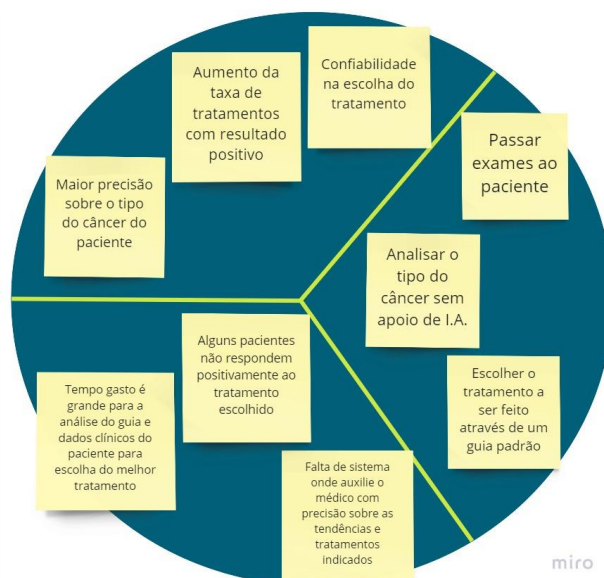 Aumento da
taxa de
tratamentos
com resultado
positivo
Confiabilidade
na escolha do
tratamento
Maior precisão
sobre o tipo
do câncer do
paciente
Passar
exames ao
paciente
Analisar o
tipo do
câncer sem
apoio de I.A.
Escolher o
tratamento a
ser feito
através de um
guia padrão
Alguns pacientes
não respondem
positivamente ao
tratamento
escolhido
Tempo gasto é
grande para a
análise do guia e
dados clínicos do
paciente para
escolha do melhor
tratamento
Falta de sistema
onde auxilie o
médico com
precisão sobre as
tendências e
tratamentos
indicados
miro